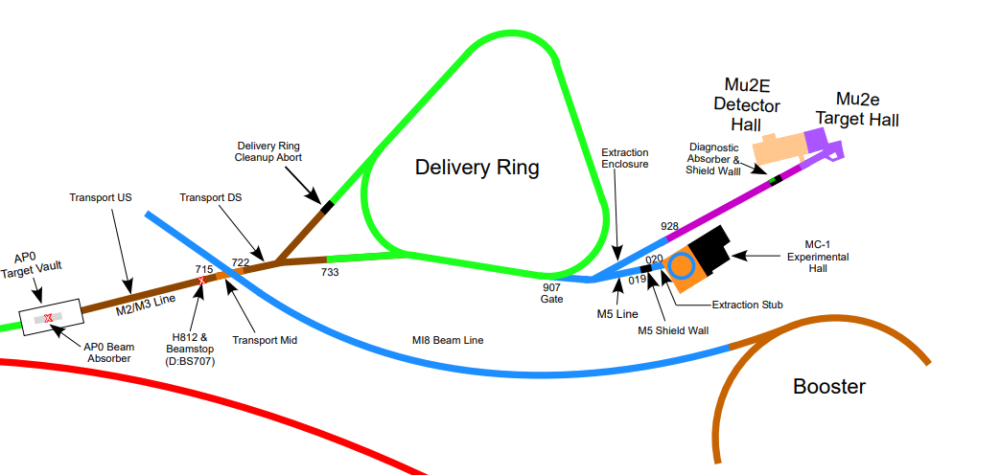 Mu2E
Detector
Hall
Mu2e
Target Hall
Delivery Ring
Cleanup Abort
Delivery Ring
Extraction
Enclosure
Diagnostic
Absorber &
Shield Walll
Transport US
Transport DS
928
AP0
Target Vault
715
722
733
020
019
MC-1
Experimental
Hall
907
Gate
M2/M3 Line
M5 Line
Extraction Stub
M5 Shield Wall
AP0 Beam
Absorber
H812 &
Beamstop
(D:BS707)
Transport Mid
MI8 Beam Line
Booster